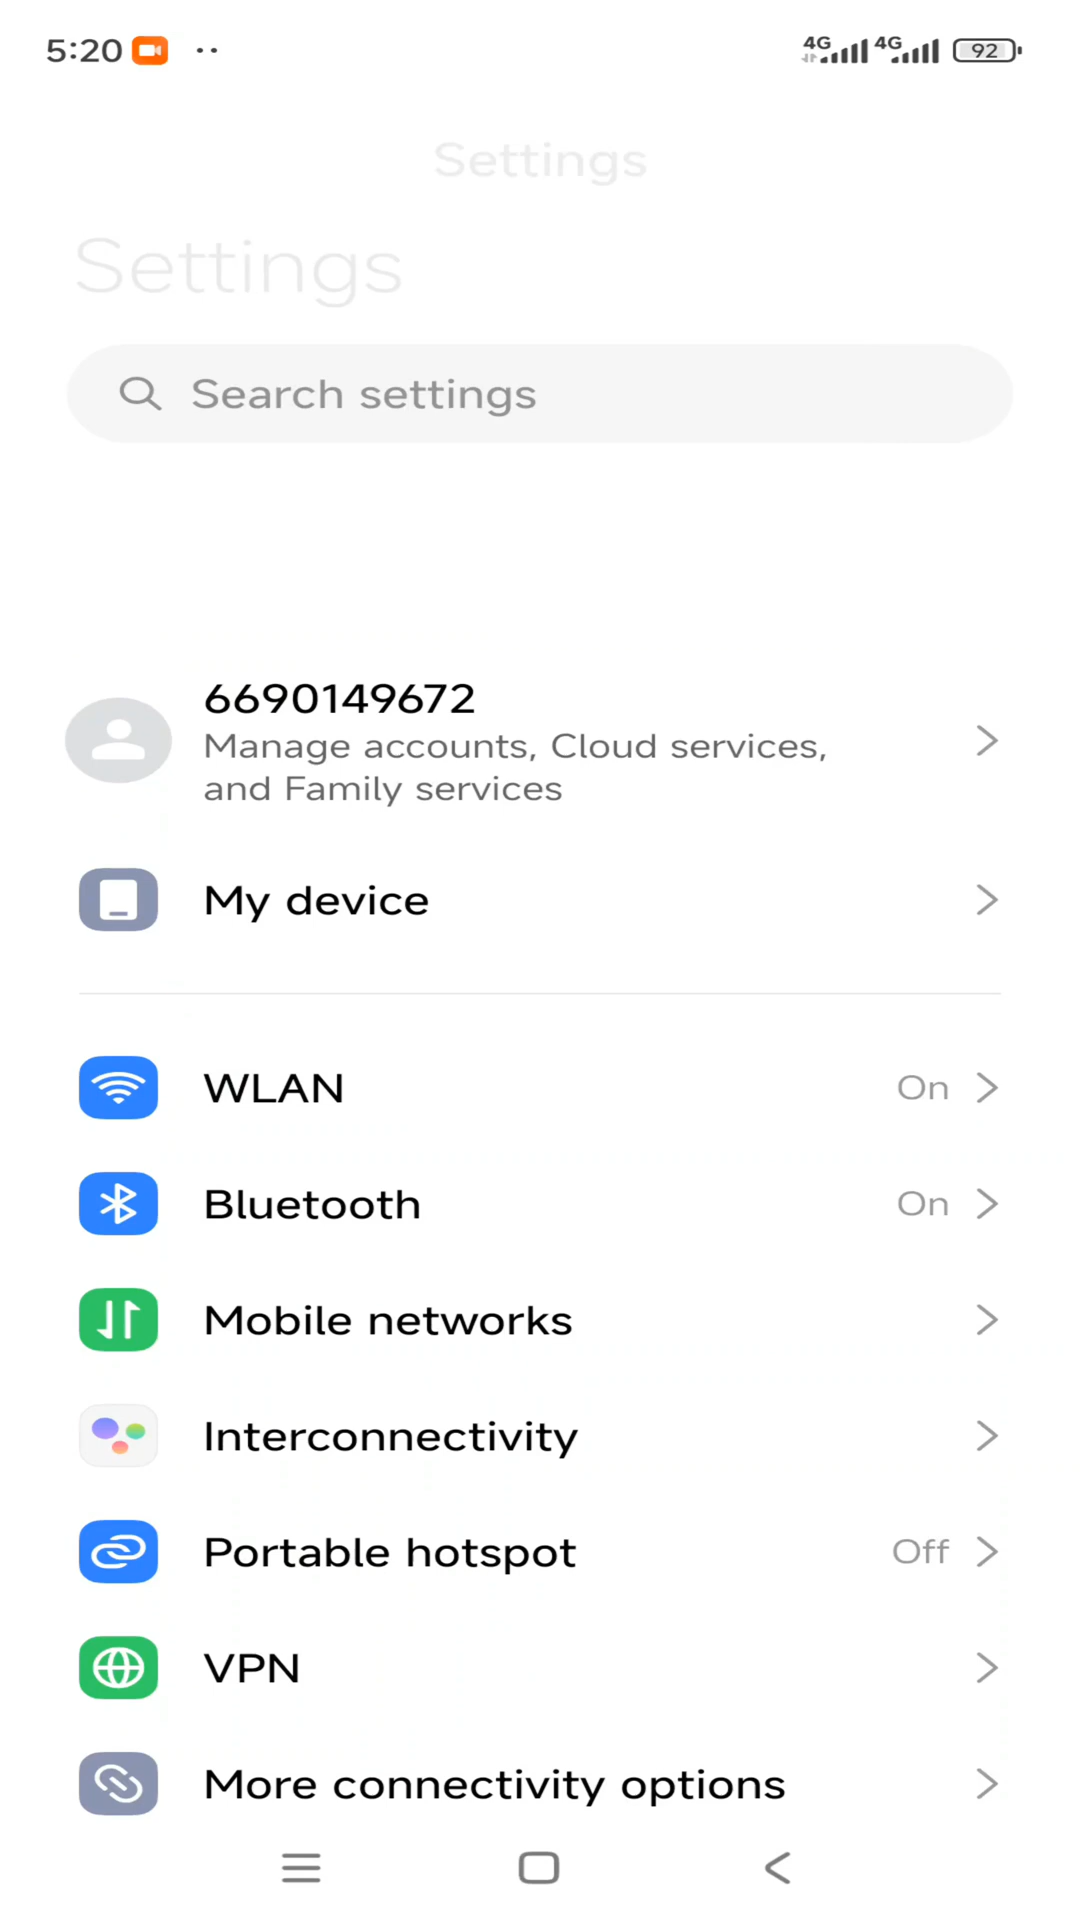 5:20
4G 4G 92
Settings
Settings
Search settings
6690149672
Manage accounts, Cloud services,
and Family services
My device
WLAN On
Bluetooth On
Mobile networks
Interconnectivity
Portable hotspot Off
VPN
More connectivity options